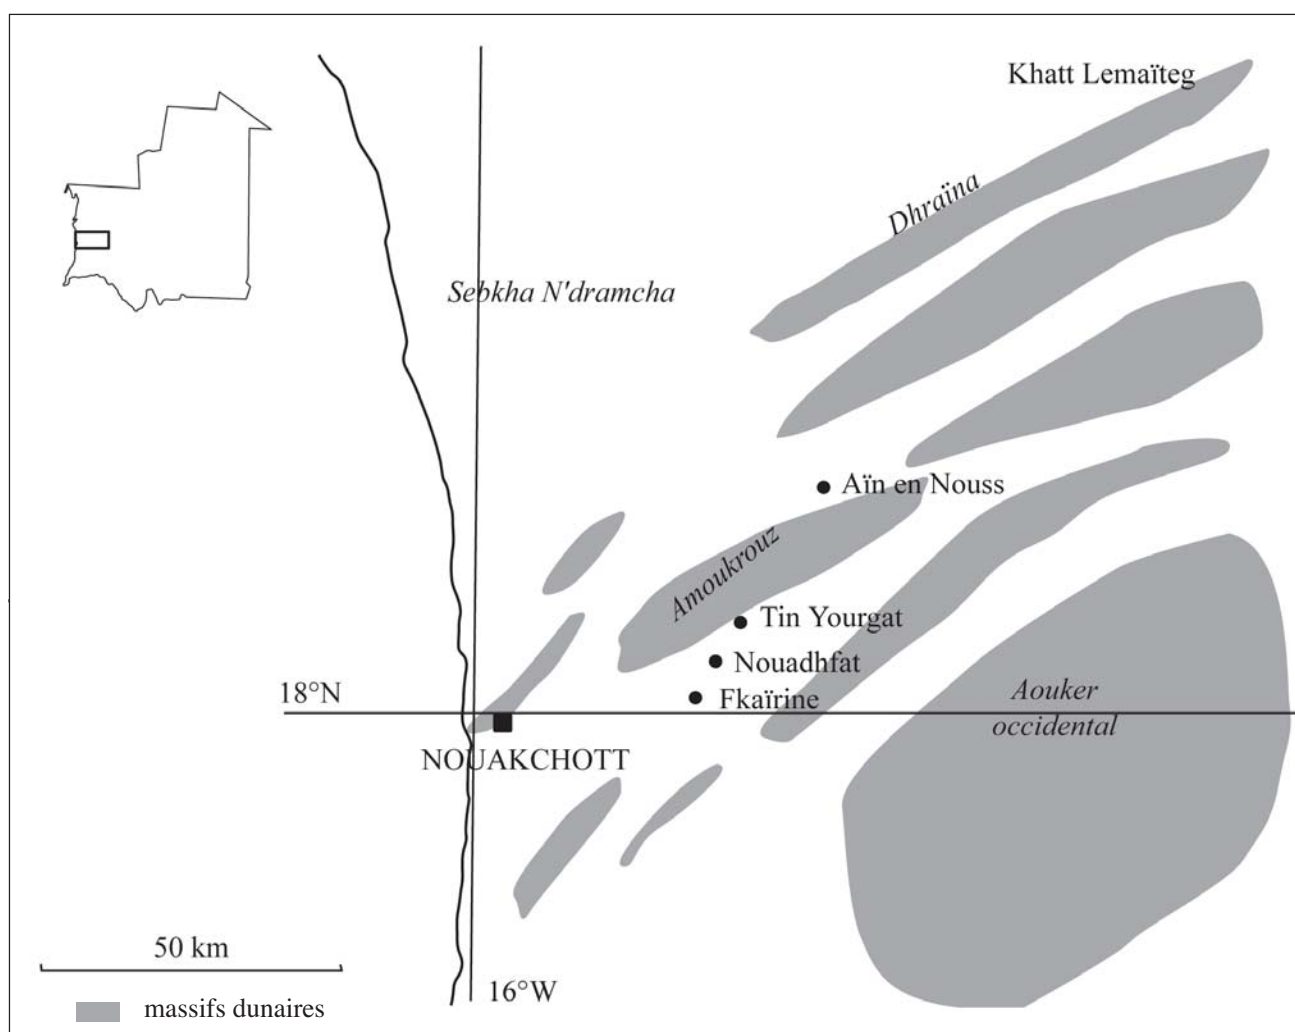 Khatt Lemaïteg
Dhraïna
Sebkha N'dramcha
Aïn en Nouss
Amoukrouz
Tin Yourgat
Nouadhfat
18°N
Fkaïrine
Aouker
occidental
NOUAKCHOTT
50 km
16°W
massifs dunaires